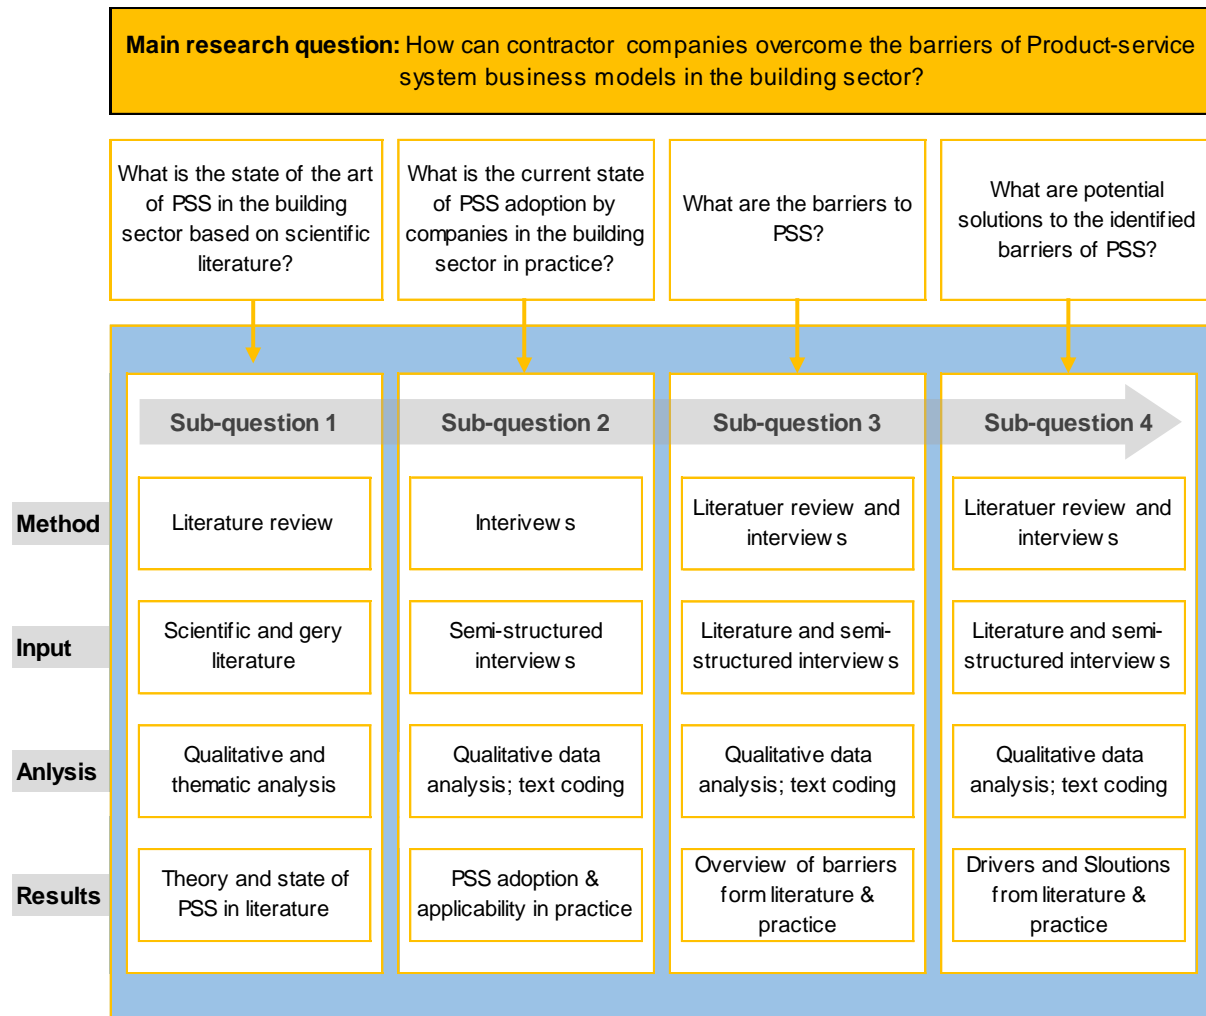 Main research question: How can contractor companies overcome the barriers of Product-service
system business models in the building sector?
What is the state of the art
of PSS in the building
sector based on scientific
literature?
What is the current state
of PSS adoption by
companies in the building
sector in practice?
What are the barriers to
PSS?
What are potential
solutions to the identified
barriers of PSS?
Sub-question 1
Sub-question 2
Sub-question 3
Sub-question 4
Method
Literature review
Interivews
Literatuer review and
interviews
Literatuer review and
interviews
Input
Scientific and gery
literature
Semi-structured
interviews
Literature and semi-
structured interviews
Literature and semi-
structured interviews
Anlysis
Qualitative and
thematic analysis
Qualitative data
analysis; text coding
Qualitative data
analysis; text coding
Qualitative data
analysis; text coding
Results
Theory and state of
PSS in literature
PSS adoption &
applicability in practice
Overview of barriers
form literature &
practice
Drivers and Sloutions
from literature &
practice